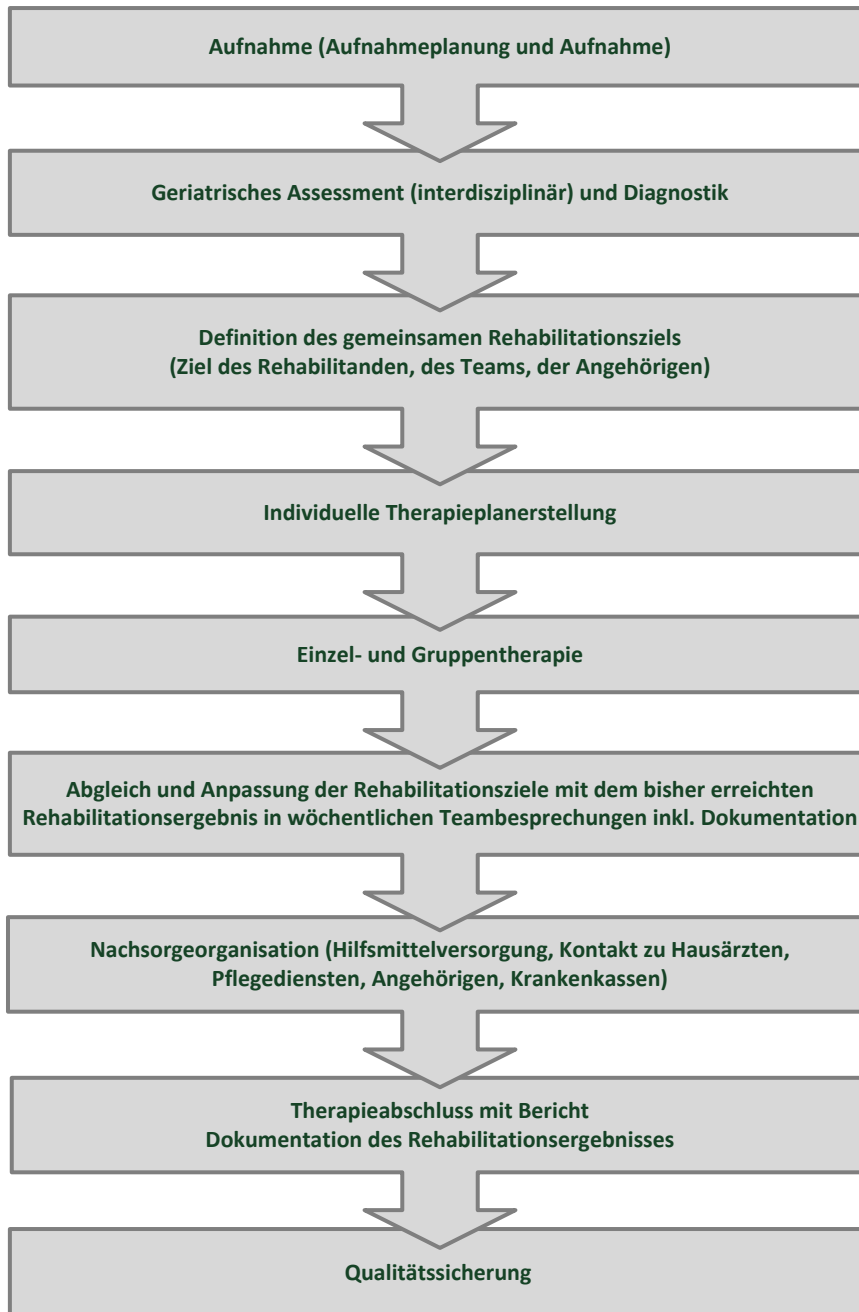 Aufnahme (Aufnahmeplanung und Aufnahme)
Geriatrisches Assessment (interdisziplinär) und Diagnostik
Definition des gemeinsamen Rehabilitationsziels
(Ziel des Rehabilitanden, des Teams, der Angehörigen)
Individuelle Therapieplanerstellung
Einzel- und Gruppentherapie
Abgleich und Anpassung der Rehabilitationsziele mit dem bisher erreichten
Rehabilitationsergebnis in wöchentlichen Teambesprechungen inkl. Dokumentation
Nachsorgeorganisation (Hilfsmittelversorgung, Kontakt zu Hausärzten,
Pflegediensten, Angehörigen, Krankenkassen)
Therapieabschluss mit Bericht
Dokumentation des Rehabilitationsergebnisses
Qualitätssicherung